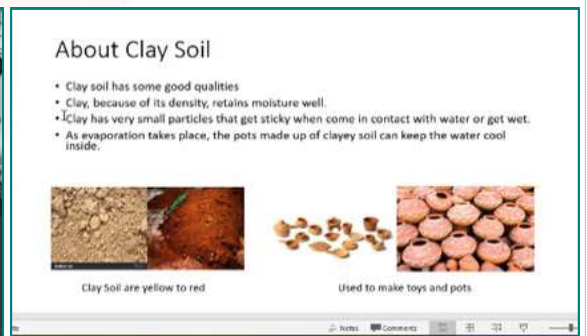 About Clay Soil
• Clay soil has some good qualities
• Clay, because of its density, retains moisture well.
• Clay has very small particles that get sticky when come in contact with water or get wet.
• As evaporation takes place, the pots made up of clayey soil can keep the water cool
inside.
Clay Soil are yellow to red
Used to make toys and pots
Notes
Comments